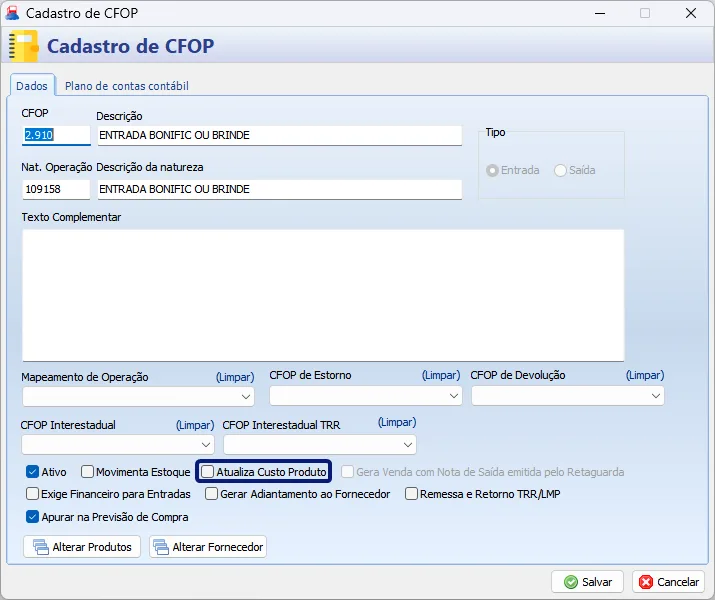 Cadastro de CFOP
Cadastro de CFOP
Dados Plano de contas contábil
CFOP Descrição
2.910 ENTRADA BONIFIC OU BRINDE
Tipo
Entrada Saída
Nat. Operação Descrição da natureza
109158 ENTRADA BONIFIC OU BRINDE
Texto Complementar
Mapeamento de Operação (Limpar) CFOP de Estorno (Limpar) CFOP de Devolução (Limpar)
CFOP Interestadual (Limpar) CFOP Interestadual TRR (Limpar)
Ativo Movimenta Estoque Atualiza Custo Produto Gera Venda com Nota de Saída emitida pelo Retaguarda
Exige Financeiro para Entradas Gerar Adiantamento ao Fornecedor Remessa e Retorno TRR/LMP
Apurar na Previsão de Compra
Alterar Produtos Alterar Fornecedor
Salvar Cancelar